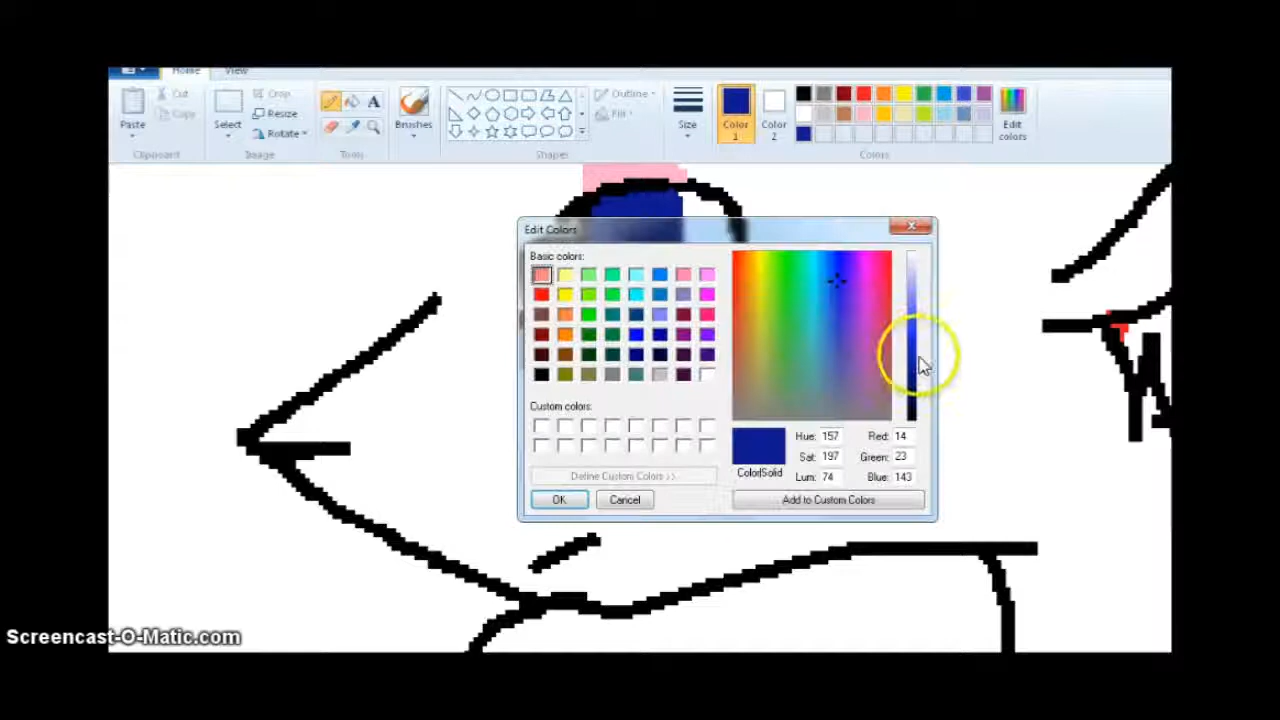 Home View
Paste
Cut
Copy
Clipboard
Select
Crop
Resize
Rotate
Image
A
Tools
Brushes
Outline
Fill
Shapes
Size
Color
1
Color
2
Edit
colors
Colors
Edit Colors
Basic colors:
Custom colors:
Define Custom Colors >>
OK Cancel
Color|Solid
Hue: 157 Red: 14
Sat: 197 Green: 23
Lum: 74 Blue: 143
Add to Custom Colors
Screencast-O-Matic.com